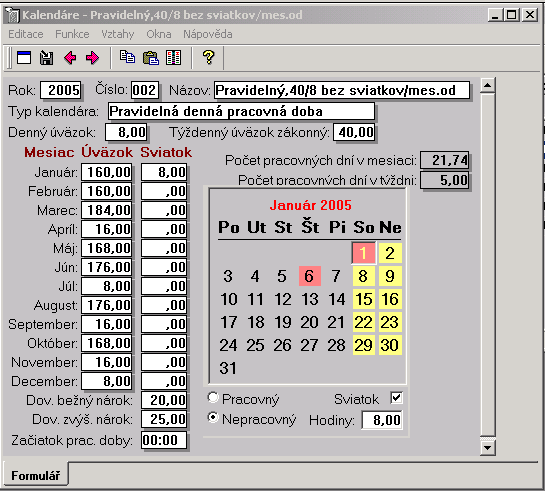 Kalendáre - Pravidelný,40/8 bez sviatkov/mes.od
Editace Funkce Vztahy Okna Nápověda
Rok: 2005 Číslo: 002 Názov: Pravidelný,40/8 bez sviatkov/mes.od
Typ kalendára: Pravidelná denná pracovná doba
Denný úväzok: 8,00 Týždenný úväzok zákonný: 40,00
Mesiac Úväzok Sviatok
Január: 160,00 8,00
Február: 160,00 ,00
Marec: 184,00 ,00
Apríl: 16,00 ,00
Máj: 168,00 ,00
Jún: 176,00 ,00
Júl: 8,00 ,00
August: 176,00 ,00
September: 16,00 ,00
Október: 168,00 ,00
November: 16,00 ,00
December: 8,00 ,00
Dov. bežný nárok: 20,00
Dov. zvýš. nárok: 25,00
Začiatok prac. doby: 00:00
Počet pracovných dní v mesiaci: 21,74
Počet pracovných dní v týždni: 5,00
Január 2005
Po Ut St Št Pi So Ne
1 2
3 4 5 6 7 8 9
10 11 12 13 14 15 16
17 18 19 20 21 22 23
24 25 26 27 28 29 30
31
Pracovný Sviatok
Nepracovný Hodiny: 8,00
Formulář